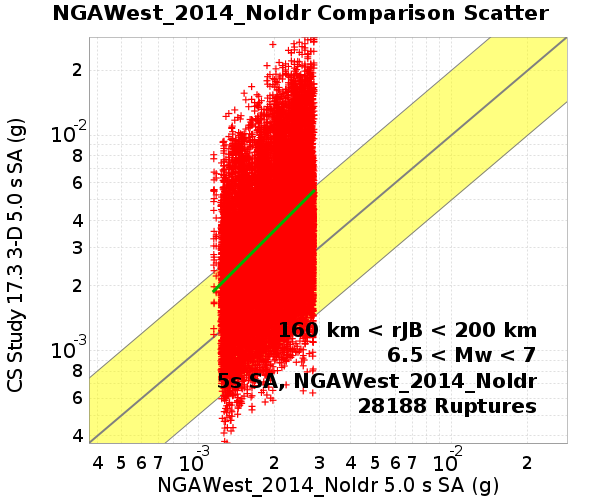 NGAWest_2014_NoIdr Comparison Scatter
CS Study 17.3 3-D 5.0 s SA (g)
2
10-2
8
6
4
3
2
10-3
8
6
4
160 km < rJB < 200 km
6.5 < Mw < 7
5s SA, NGAWest_2014_NoIdr
28188 Ruptures
4 5 6 7 10-3 2 3 4 5 6 7 10-2 2
NGAWest_2014_NoIdr 5.0 s SA (g)